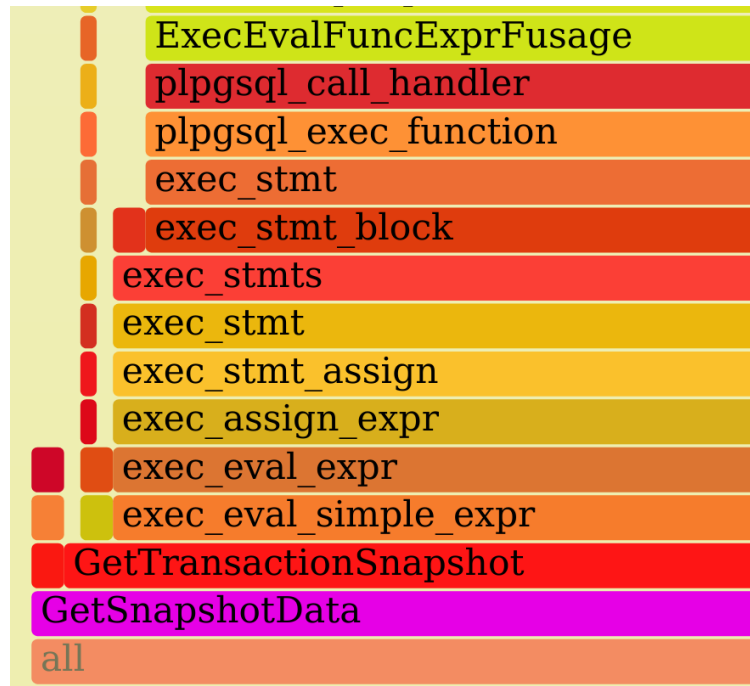 ExecEvalFuncExprFusage
plpgsql_call_handler
plpgsql_exec_function
exec_stmt
exec_stmt_block
exec_stmts
exec_stmt
exec_stmt_assign
exec_assign_expr
exec_eval_expr
exec_eval_simple_expr
GetTransactionSnapshot
GetSnapshotData
all